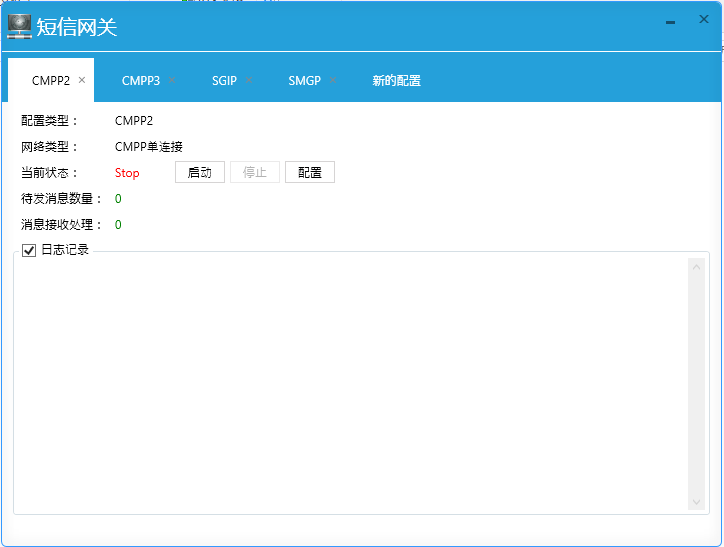 短信网关
CMPP2 CMPP3 SGIP SMGP 新的配置
配置类型： CMPP2
网络类型： CMPP单连接
当前状态： Stop 启动 停止 配置
待发消息数量： 0
消息接收处理： 0
日志记录